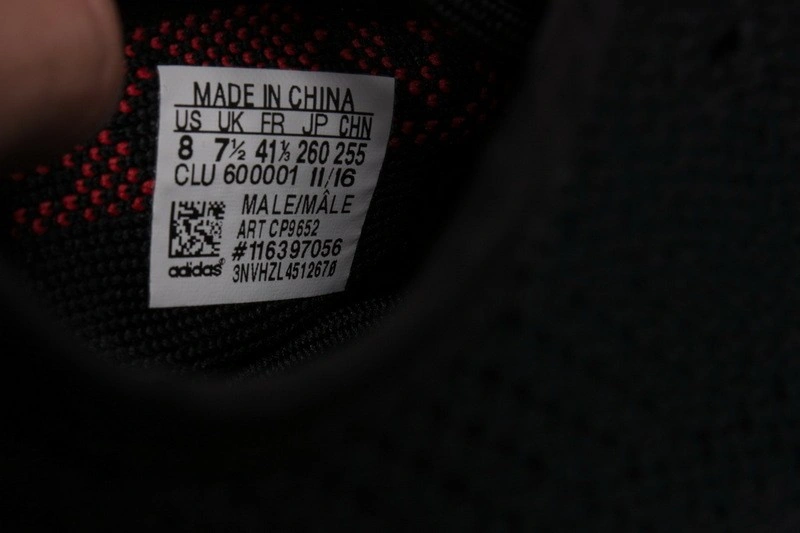 MADE IN CHINA
US UK FR JP CHN
8 7½ 41⅓ 260 255
CLU 600001 11/16
MALE/MÂLE
ART CP9652
#116397056
adidas® 3NVHZL4512670